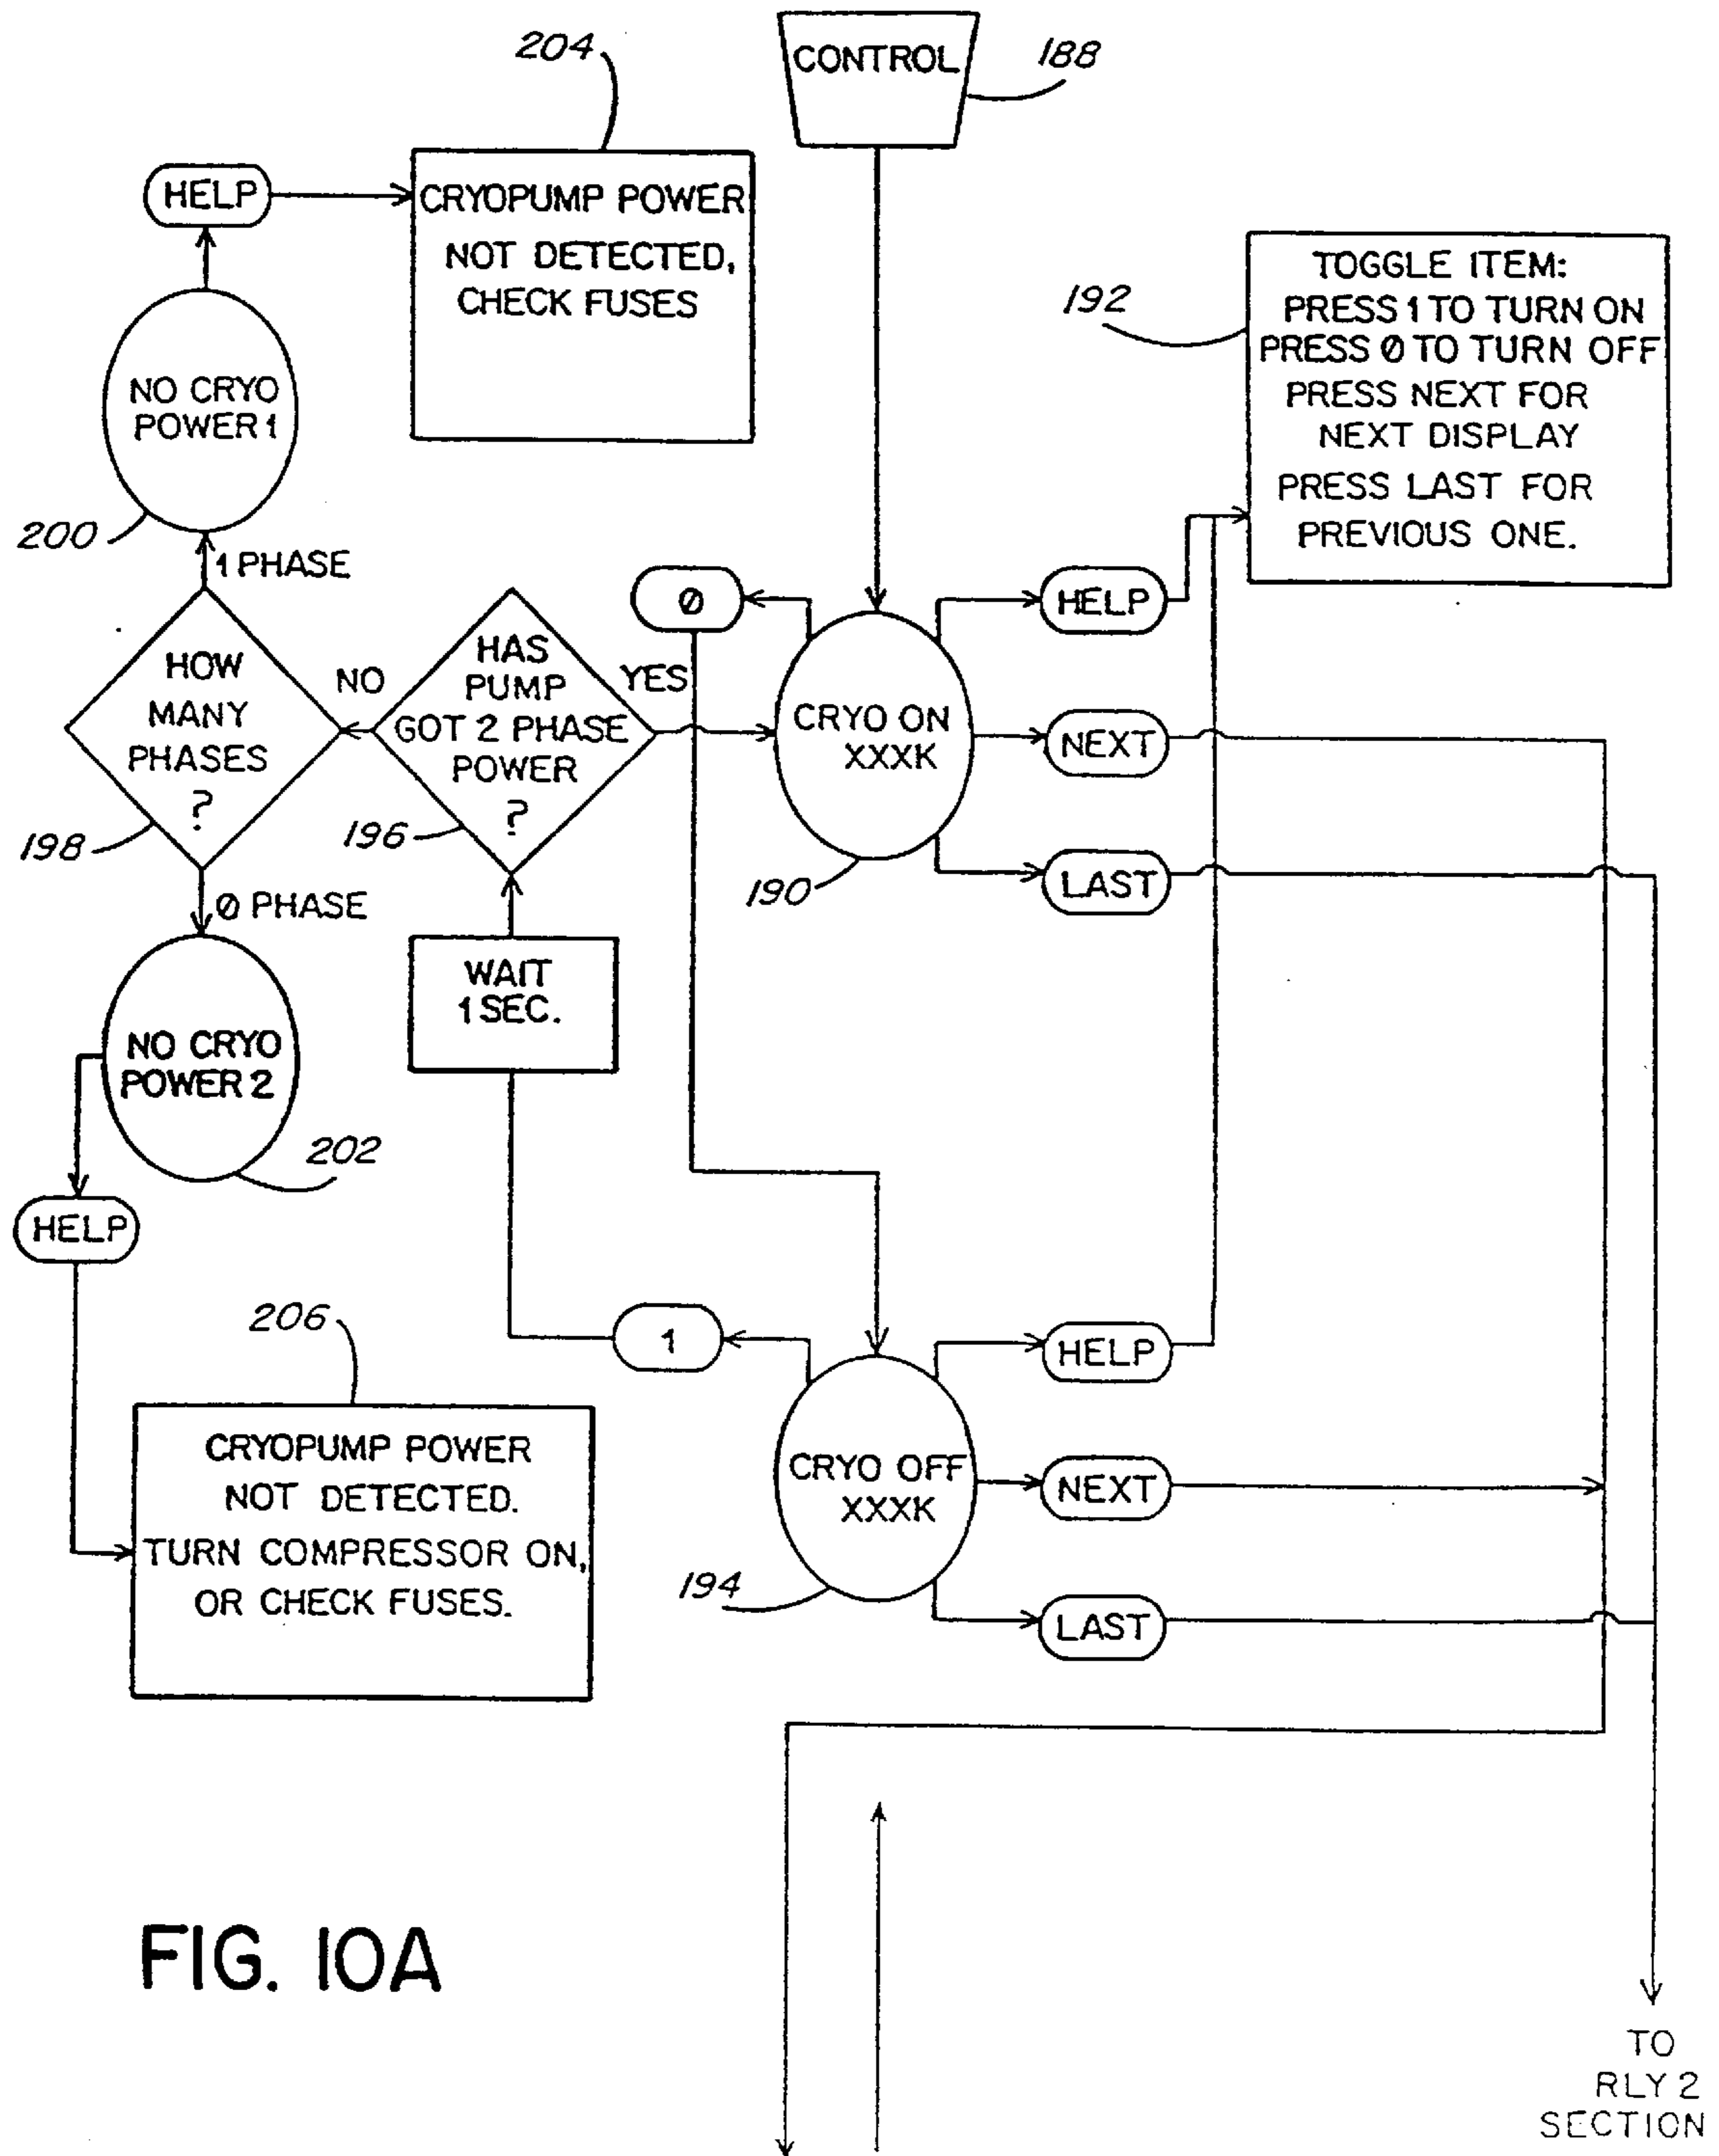 204
CONTROL
188
HELP
CRYOPUMP POWER
NOT DETECTED,
CHECK FUSES
192
TOGGLE ITEM:
PRESS 1 TO TURN ON
PRESS 0 TO TURN OFF
PRESS NEXT FOR
NEXT DISPLAY
PRESS LAST FOR
PREVIOUS ONE.
NO CRYO
POWER 1
200
1 PHASE
0
HELP
HOW
MANY
PHASES
?
198
NO
HAS
PUMP
GOT 2 PHASE
POWER
?
196
YES
CRYO ON
XXXK
190
NEXT
LAST
0 PHASE
WAIT
1 SEC.
NO CRYO
POWER 2
202
HELP
206
CRYOPUMP POWER
NOT DETECTED.
TURN COMPRESSOR ON,
OR CHECK FUSES.
1
HELP
CRYO OFF
XXXK
194
NEXT
LAST
FIG. 10A
TO
RLY 2
SECTION